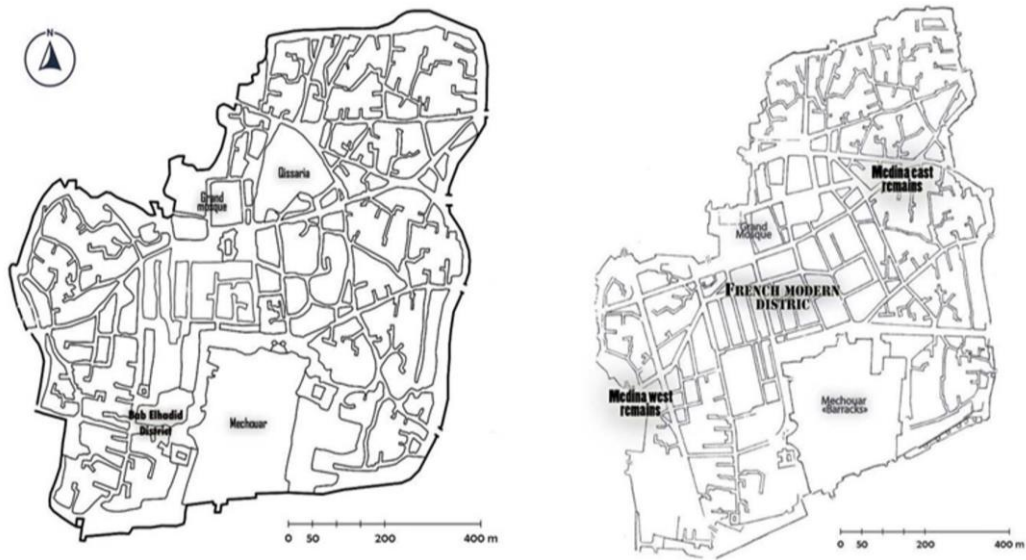 N
Qissaria
Grand
mosque
Bab Elhadid
District
Mechouar
0 50 200 400 m
Medina east
remains
Grand
Mosque
FRENCH MODERN
DISTRIC
Medina west
remains
Mechouar
«Barracks»
0 50 200 400 m